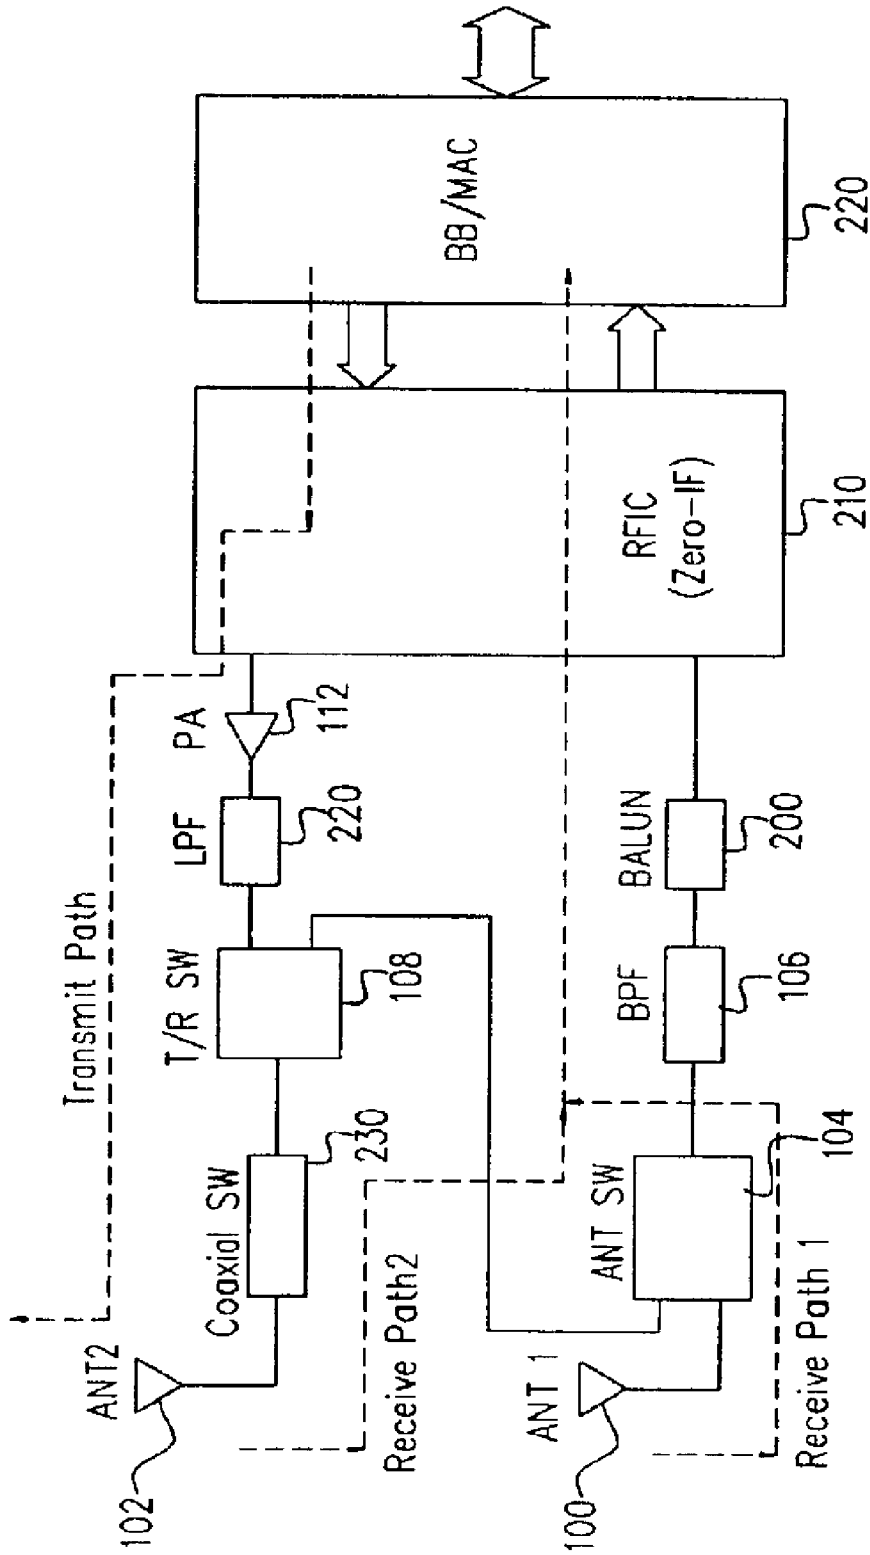 102
ANT2
Coaxial SW
230
T/R SW
108
LPF
220
PA
112
Transmit Path
Receive Path2
100
ANT 1
ANT SW
104
BPF
106
BALUN
200
Receive Path 1
RFIC
(Zero-IF)
210
BB/MAC
220